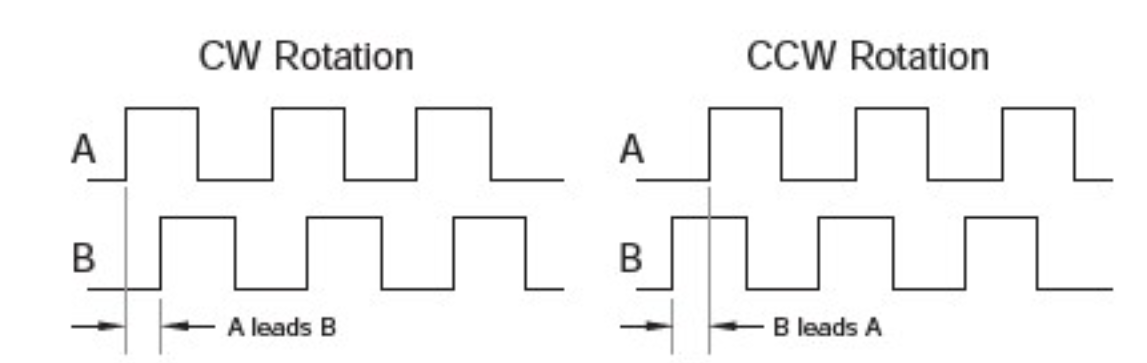 CW Rotation
A
B
A leads B
CCW Rotation
A
B
B leads A